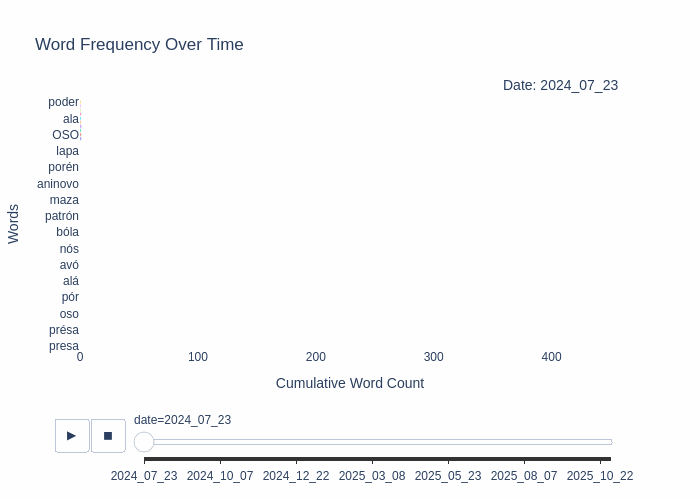 Word Frequency Over Time
Date: 2024_07_23
poder
ala
OSO
lapa
porén
aninovo
maza
patrón
bóla
nós
avó
alá
pór
oso
présa
presa
Words
0 100 200 300 400
Cumulative Word Count
date=2024_07_23
2024_07_23 2024_10_07 2024_12_22 2025_03_08 2025_05_23 2025_08_07 2025_10_22